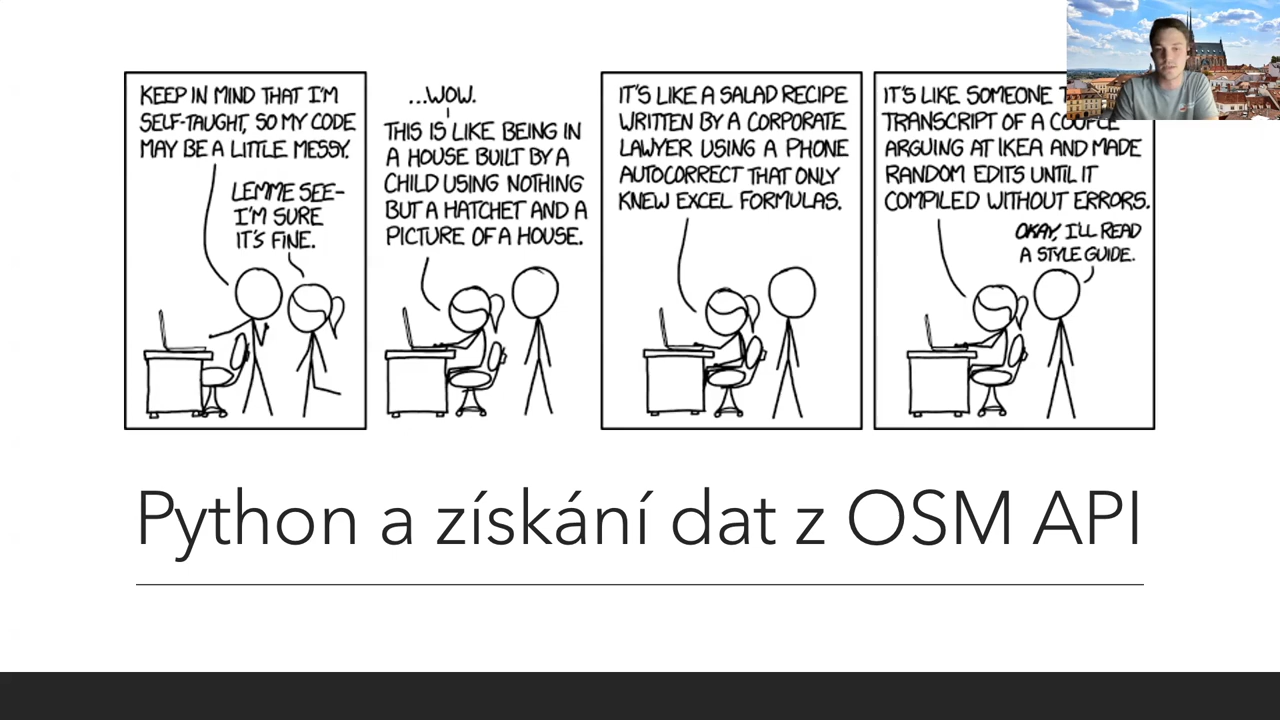 KEEP IN MIND THAT I'M
SELF-TAUGHT, SO MY CODE
MAY BE A LITTLE MESSY.
LEMME SEE-
I'M SURE
IT'S FINE.
...WOW.
THIS IS LIKE BEING IN
A HOUSE BUILT BY A
CHILD USING NOTHING
BUT A HATCHET AND A
PICTURE OF A HOUSE.
IT'S LIKE A SALAD RECIPE
WRITTEN BY A CORPORATE
LAWYER USING A PHONE
AUTOCORRECT THAT ONLY
KNEW EXCEL FORMULAS.
IT'S LIKE SOMEONE
TRANSCRIPT OF A COUPLE
ARGUING AT IKEA AND MADE
RANDOM EDITS UNTIL IT
COMPILED WITHOUT ERRORS.
OKAY, I'LL READ
A STYLE GUIDE.
Python a získání dat z OSM API